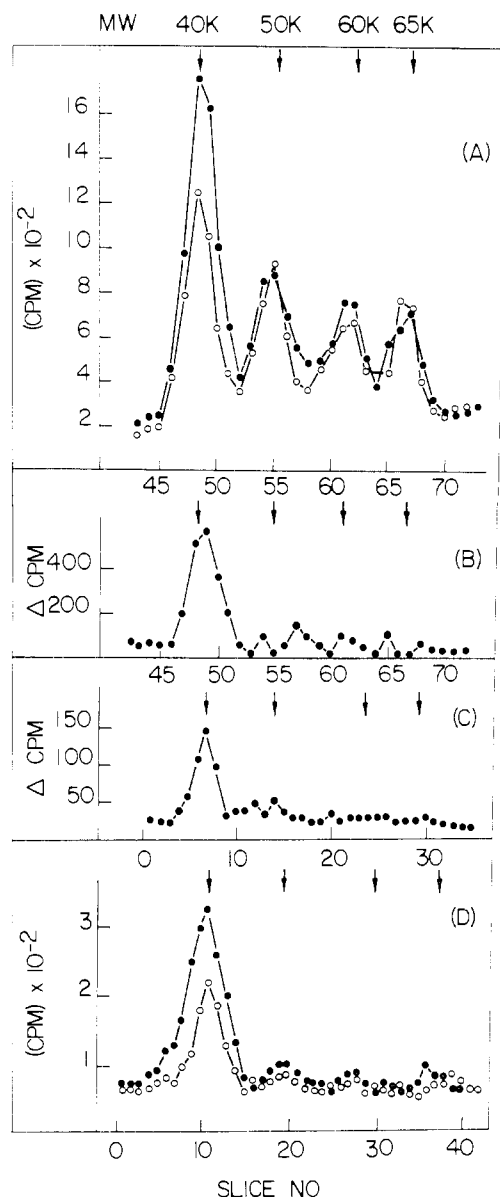 MW 40K 50K 60K 65K
(A)
(CPM) x 10-2
16
14
12
10
8
6
4
2
45 50 55 60 65 70
(B)
Δ CPM
400
200
45 50 55 60 65 70
(C)
Δ CPM
150
100
50
0 10 20 30
(D)
(CPM) x 10-2
3
2
1
0 10 20 30 40
SLICE NO